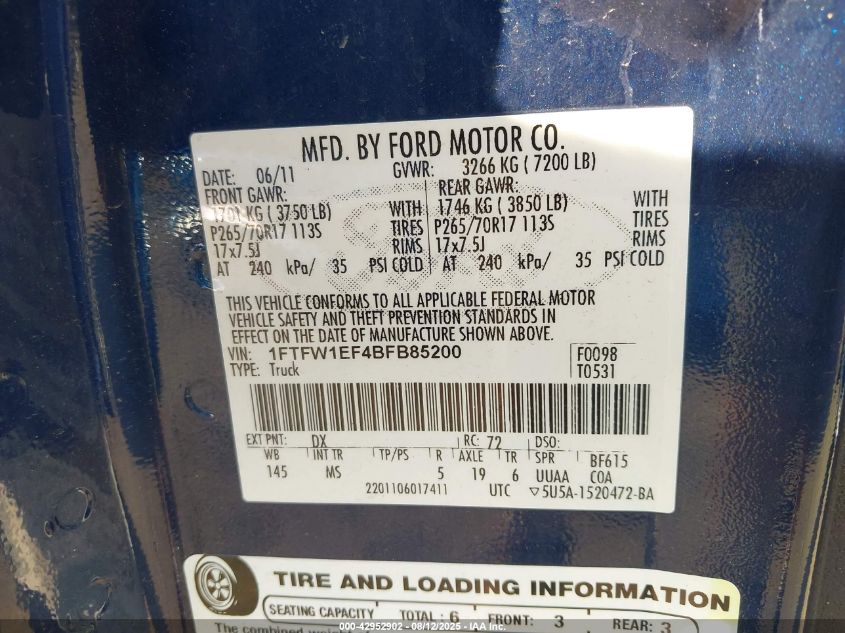 MFD. BY FORD MOTOR CO.
DATE: 06/11 GVWR: 3266 KG ( 7200 LB)
FRONT GAWR: REAR GAWR:
1701 KG ( 3750 LB) WITH 1746 KG ( 3850 LB) WITH
P265/70R17 113S TIRES P265/70R17 113S TIRES
17x7.5J RIMS 17x7.5J RIMS
AT 240 kPa/ 35 PSI COLD AT 240 kPa/ 35 PSI COLD
THIS VEHICLE CONFORMS TO ALL APPLICABLE FEDERAL MOTOR
VEHICLE SAFETY AND THEFT PREVENTION STANDARDS IN
EFFECT ON THE DATE OF MANUFACTURE SHOWN ABOVE.
VIN: 1FTFW1EF4BFB85200 F0098
TYPE: Truck T0531
EXT PNT: DX RC: 72 DSO:
WB INT TR TP/PS R AXLE TR SPR BF615
145 MS 5 19 6 UUAA COA
2201106017411 UTC ▽5U5A-1520472-BA
TIRE AND LOADING INFORMATION
SEATING CAPACITY TOTAL : 6 FRONT: 3 REAR: 3
The combined
000-42952902 - 08/12/2025 - IAA Inc.